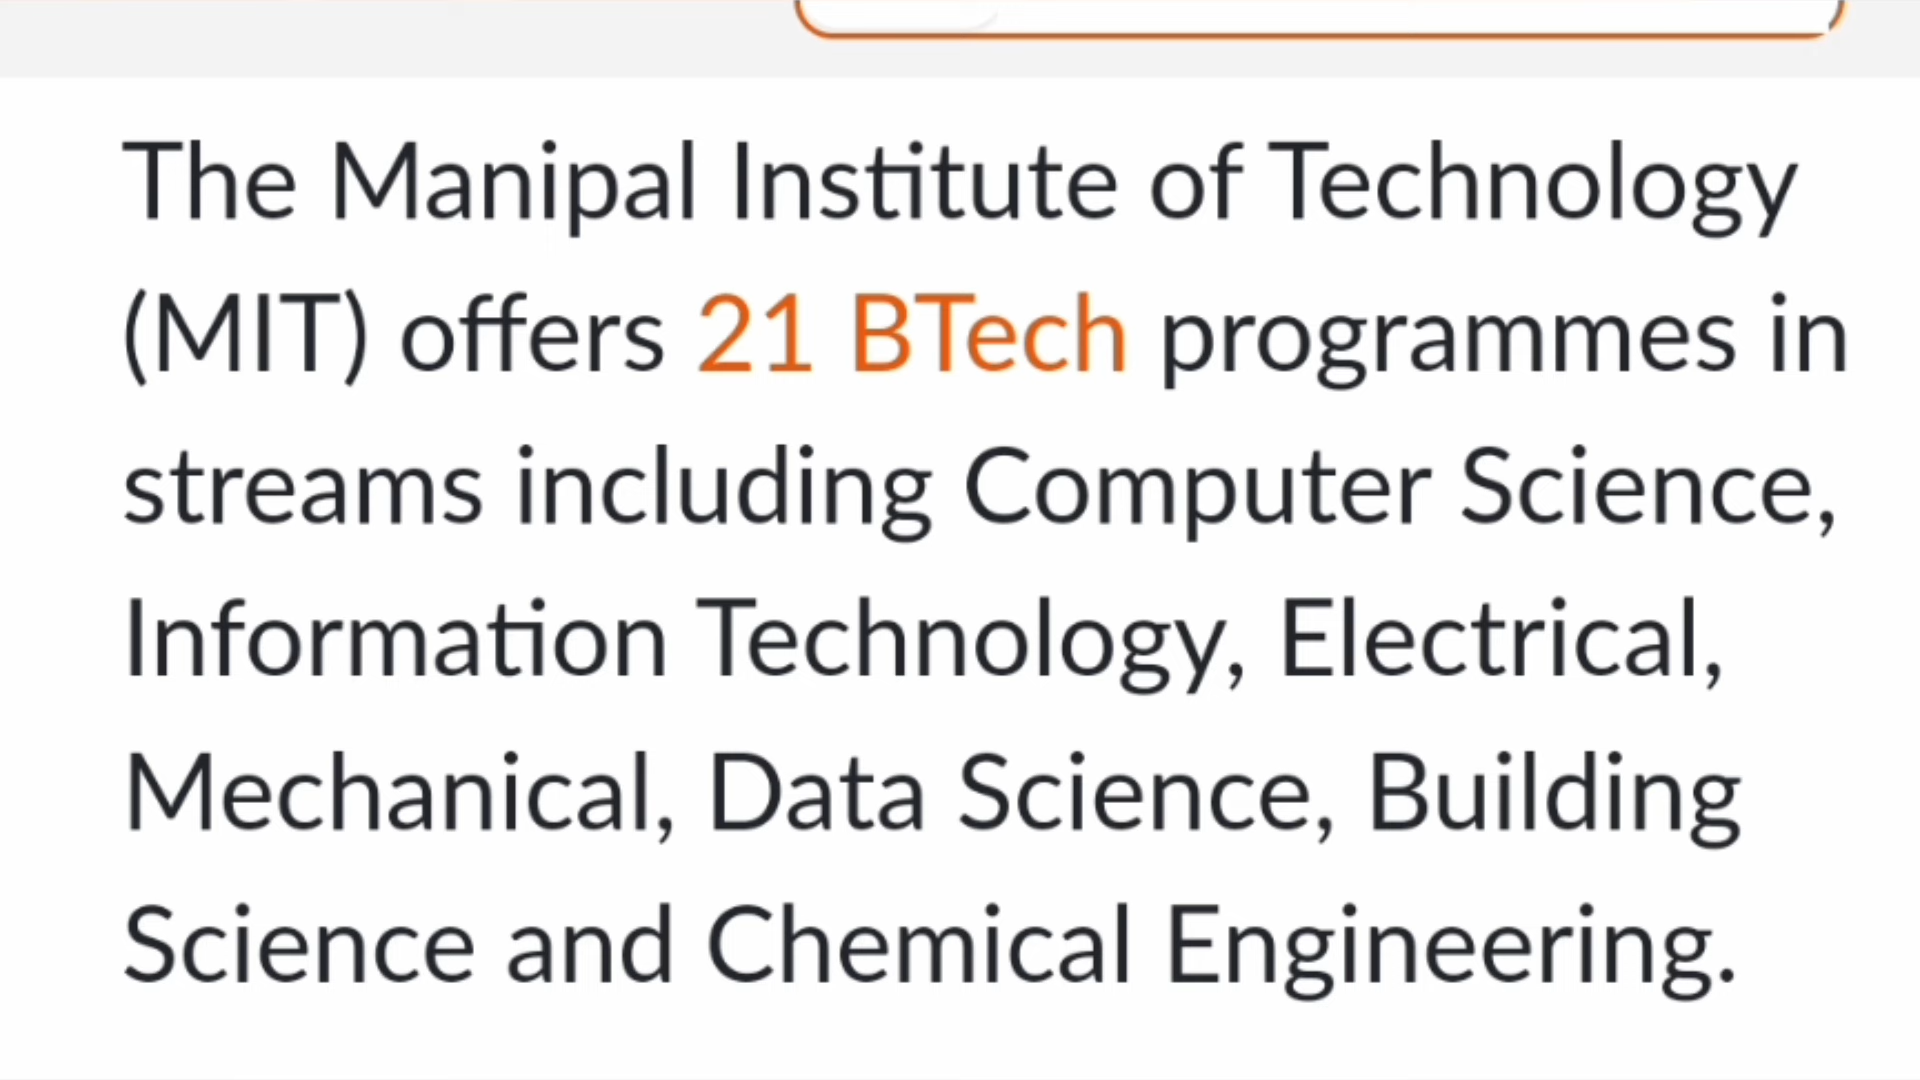 The Manipal Institute of Technology
(MIT) offers 21 BTech programmes in
streams including Computer Science,
Information Technology, Electrical,
Mechanical, Data Science, Building
Science and Chemical Engineering.